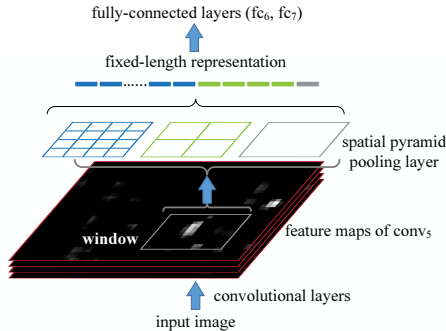 fully-connected layers (fc₆, fc₇)
fixed-length representation
......
spatial pyramid
pooling layer
window
feature maps of conv₅
convolutional layers
input image